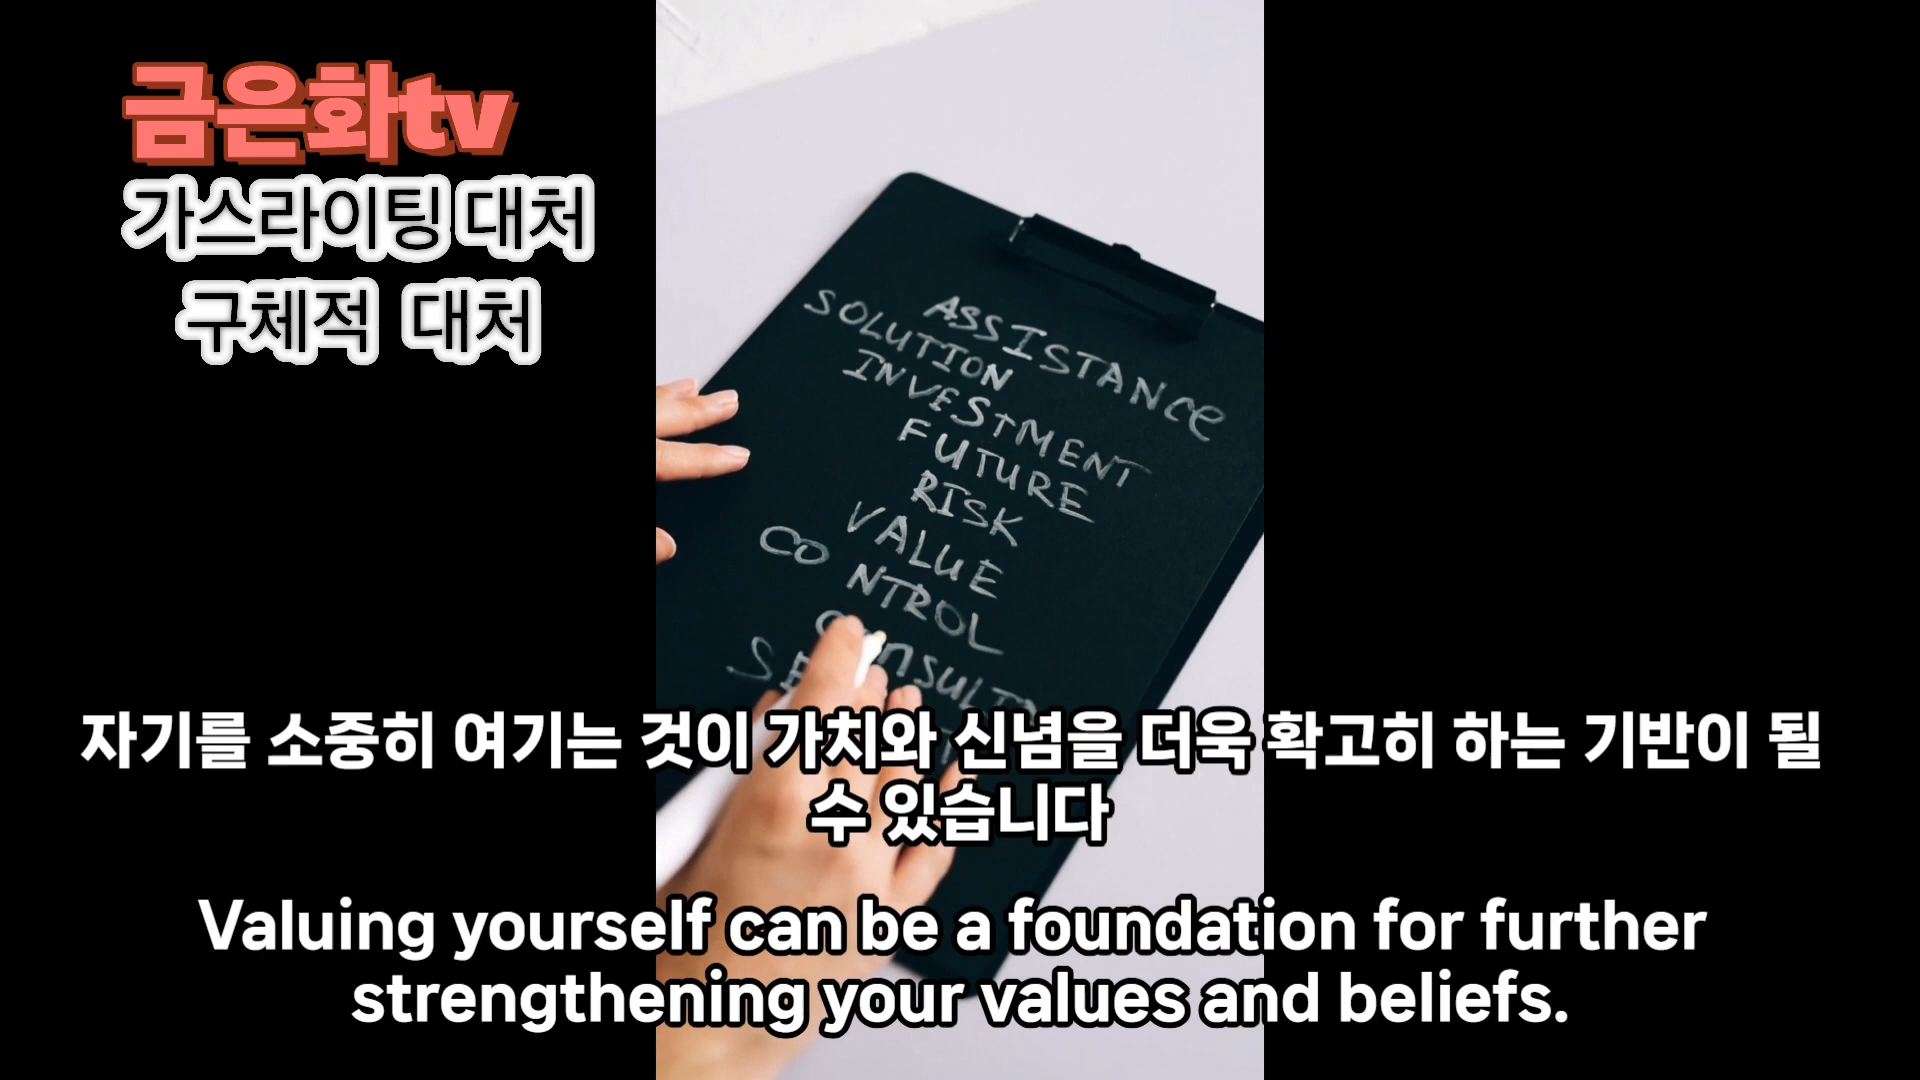 금은화tv
가스라이팅 대처
구체적 대처
ASSISTANCE
SOLUTION
INVESTMENT
FUTURE
RISK
VALUE
CO NTROL
자기를 소중히 여기는 것이 가치와 신념을 더욱 확고히 하는 기반이 될
수 있습니다
Valuing yourself can be a foundation for further
strengthening your values and beliefs.